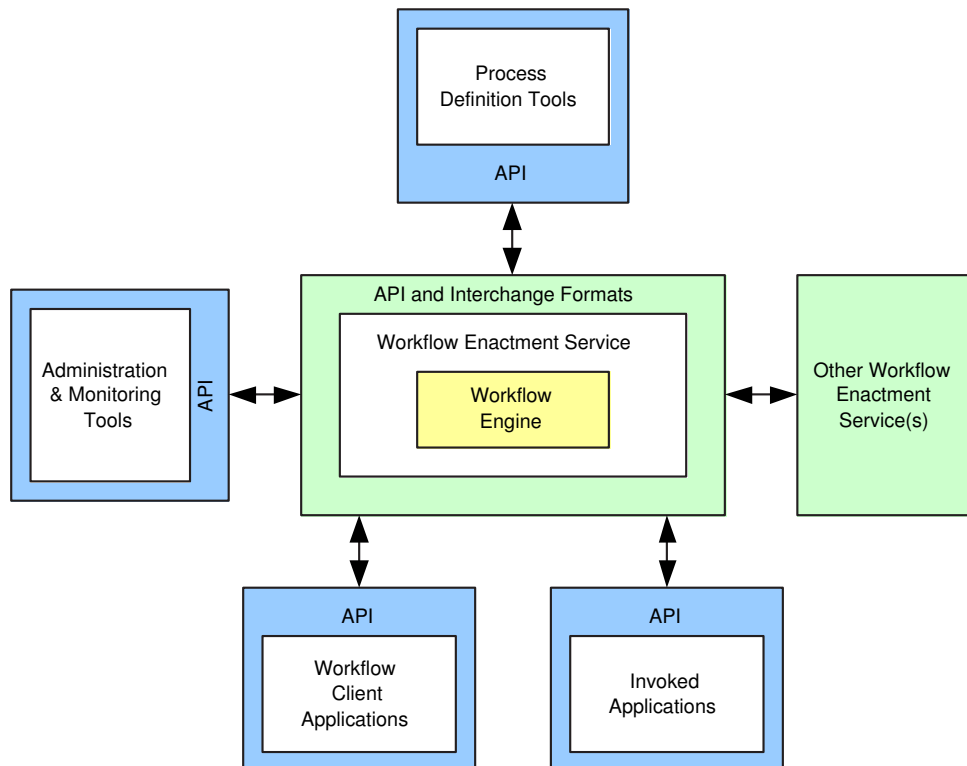 Process
Definition Tools
API
API and Interchange Formats
Workflow Enactment Service
Workflow
Engine
Administration
& Monitoring
Tools
API
Other Workflow
Enactment
Service(s)
API
Workflow
Client
Applications
API
Invoked
Applications